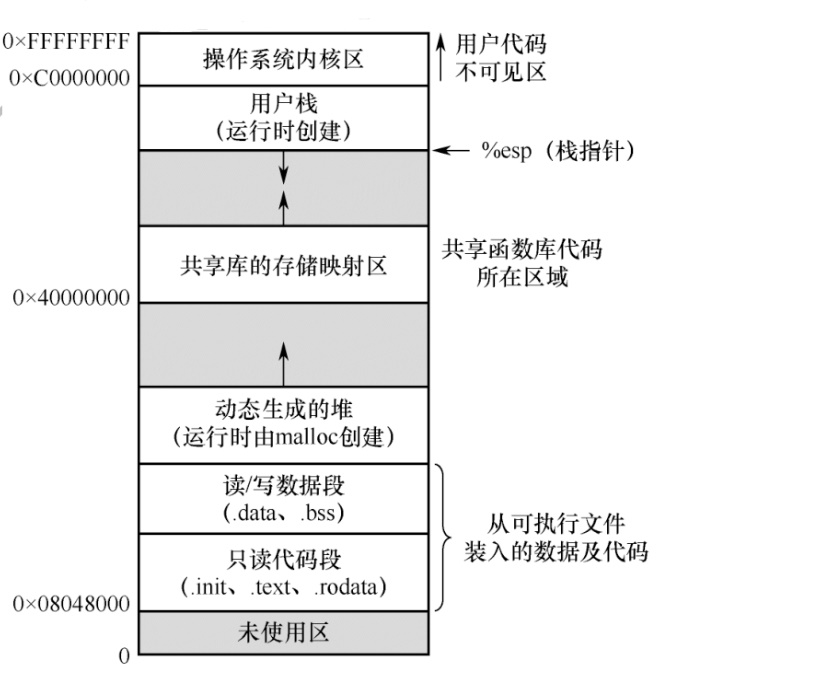 0×FFFFFFFF
操作系统内核区
用户代码
不可见区
0×C0000000
用户栈
（运行时创建）
%esp（栈指针）
共享库的存储映射区
共享函数库代码
所在区域
0×40000000
动态生成的堆
（运行时由malloc创建）
读/写数据段
（.data、.bss）
从可执行文件
装入的数据及代码
只读代码段
（.init、.text、.rodata）
0×08048000
未使用区
0